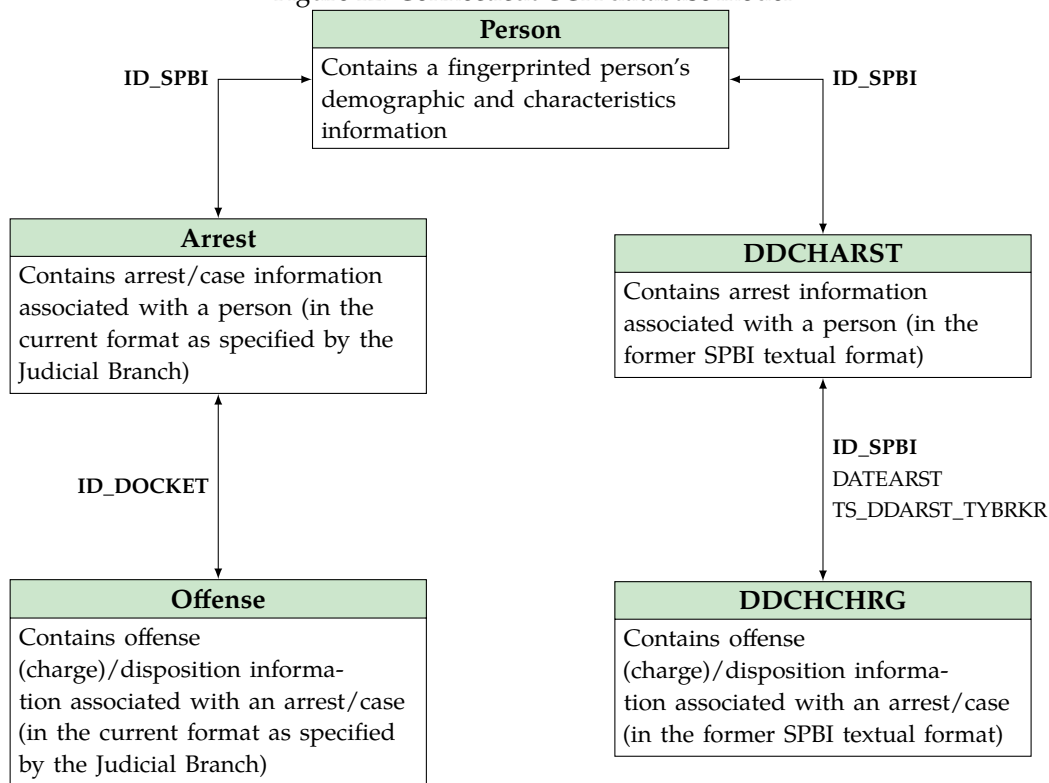 Person
Contains a fingerprinted person's
demographic and characteristics
information
ID_SPBI
ID_SPBI
Arrest
Contains arrest/case information
associated with a person (in the
current format as specified by the
Judicial Branch)
DDCHARST
Contains arrest information
associated with a person (in the
former SPBI textual format)
ID_DOCKET
ID_SPBI
DATEARST
TS_DDARST_TYBRKR
Offense
Contains offense
(charge)/disposition informa-
tion associated with an arrest/case
(in the current format as specified
by the Judicial Branch)
DDCHCHRG
Contains offense
(charge)/disposition informa-
tion associated with an arrest/case
(in the former SPBI textual format)